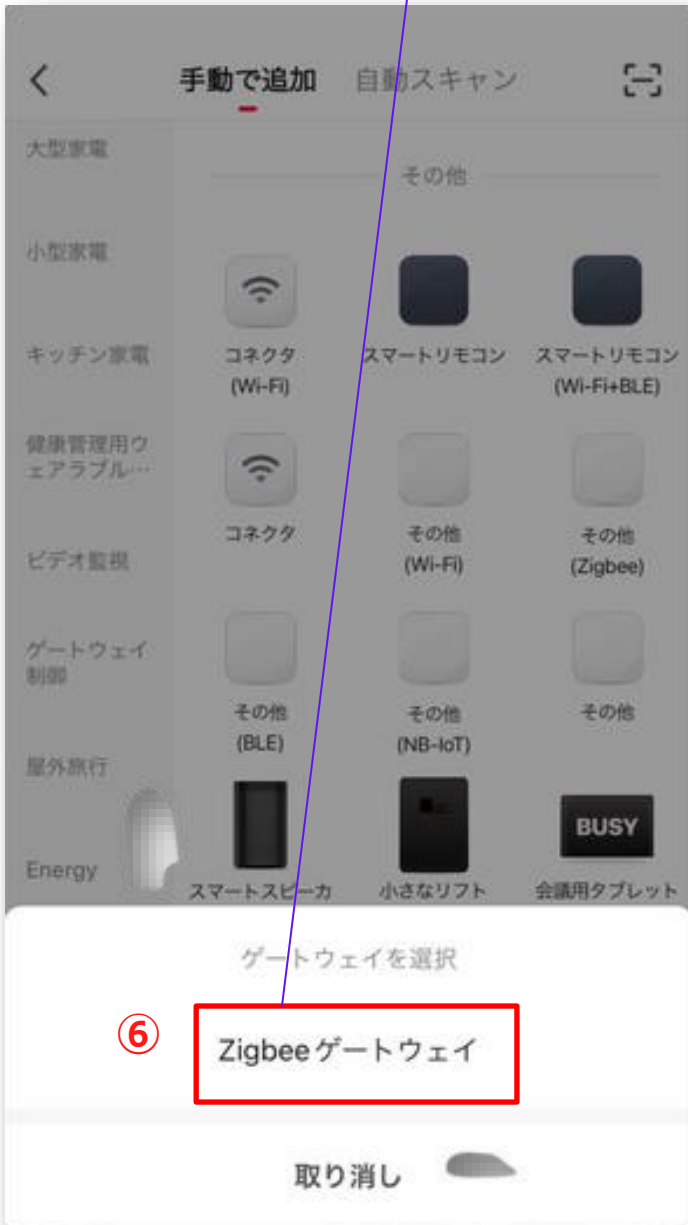 手動で追加 自動スキャン
大型家電
その他
小型家電
キッチン家電
コネクタ
(Wi-Fi)
スマートリモコン
スマートリモコン
(Wi-Fi+BLE)
健康管理用ウ
ェアラブル…
コネクタ
その他
(Wi-Fi)
その他
(Zigbee)
ビデオ監視
ゲートウェイ
制御
その他
(BLE)
その他
(NB-IoT)
その他
屋外旅行
BUSY
Energy
スマートスピーカ
小さなリフト
会議用タブレット
ゲートウェイを選択
⑥
Zigbeeゲートウェイ
取り消し